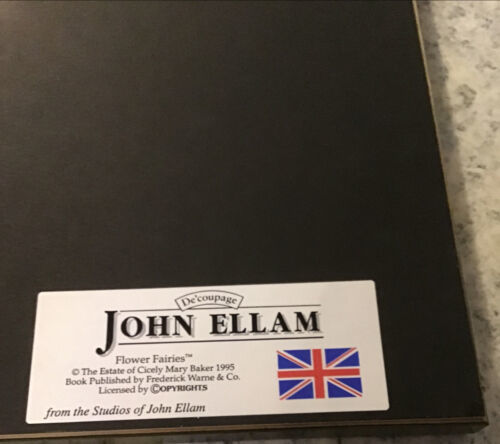 De'coupage
JOHN ELLAM
Flower Fairies™
© The Estate of Cicely Mary Baker 1995
Book Published by Frederick Warne & Co.
Licensed by ©OPYRIGHTS
from the Studios of John Ellam